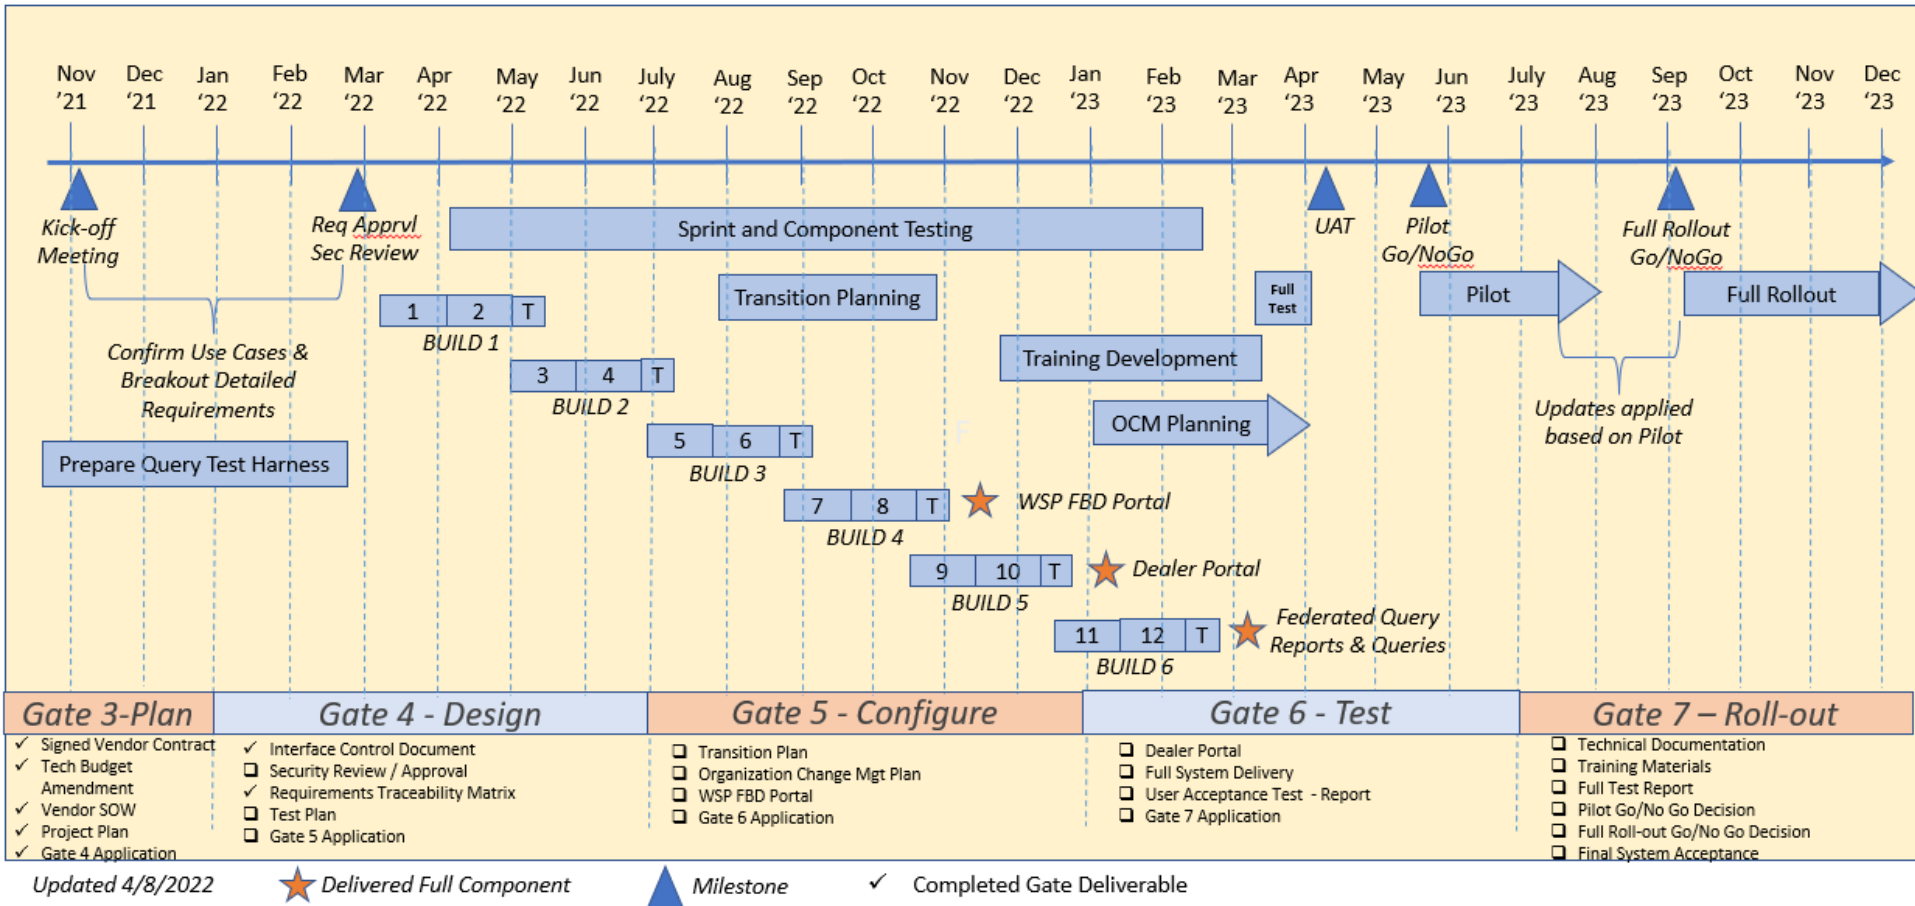 Nov Dec Jan Feb Mar Apr May Jun July Aug Sep Oct Nov Dec Jan Feb Mar Apr May Jun July Aug Sep Oct Nov Dec
'21 '21 '22 '22 '22 '22 '22 '22 '22 '22 '22 '22 '22 '22 '23 '23 '23 '23 '23 '23 '23 '23 '23 '23 '23 '23
Kick-off
Meeting
Req Apprvl
Sec Review
Sprint and Component Testing
UAT
Pilot
Go/NoGo
Full Rollout
Go/NoGo
Transition Planning
Full
Test
Pilot
Full Rollout
1 2 T
BUILD 1
Confirm Use Cases &
Breakout Detailed
Requirements
Training Development
3 4 T
BUILD 2
OCM Planning
Updates applied
based on Pilot
F
5 6 T
BUILD 3
Prepare Query Test Harness
7 8 T
BUILD 4
WSP FBD Portal
9 10 T
BUILD 5
Dealer Portal
11 12 T
BUILD 6
Federated Query
Reports & Queries
Gate 3-Plan
Gate 4 - Design
Gate 5 - Configure
Gate 6 - Test
Gate 7 – Roll-out
✓ Signed Vendor Contract
✓ Tech Budget
Amendment
✓ Vendor SOW
✓ Project Plan
✓ Gate 4 Application
✓ Interface Control Document
❑ Security Review / Approval
✓ Requirements Traceability Matrix
❑ Test Plan
❑ Gate 5 Application
❑ Transition Plan
❑ Organization Change Mgt Plan
❑ WSP FBD Portal
❑ Gate 6 Application
❑ Dealer Portal
❑ Full System Delivery
❑ User Acceptance Test - Report
❑ Gate 7 Application
❑ Technical Documentation
❑ Training Materials
❑ Full Test Report
❑ Pilot Go/No Go Decision
❑ Full Roll-out Go/No Go Decision
❑ Final System Acceptance
Updated 4/8/2022
Delivered Full Component
Milestone
✓ Completed Gate Deliverable